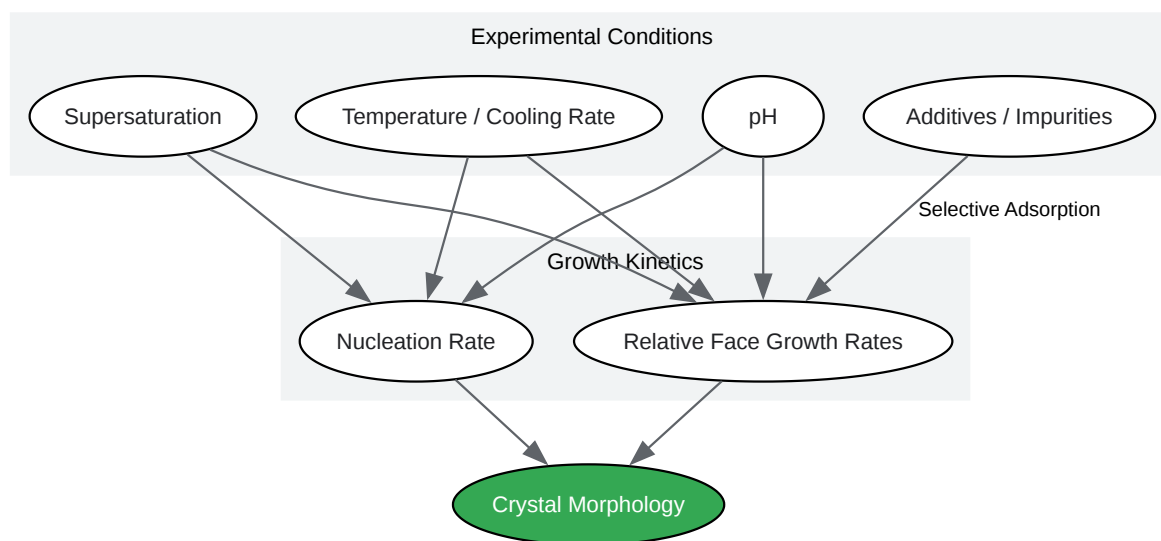 Experimental Conditions
Supersaturation
Temperature / Cooling Rate
pH
Additives / Impurities
Selective Adsorption
Growth Kinetics
Nucleation Rate
Relative Face Growth Rates
Crystal Morphology